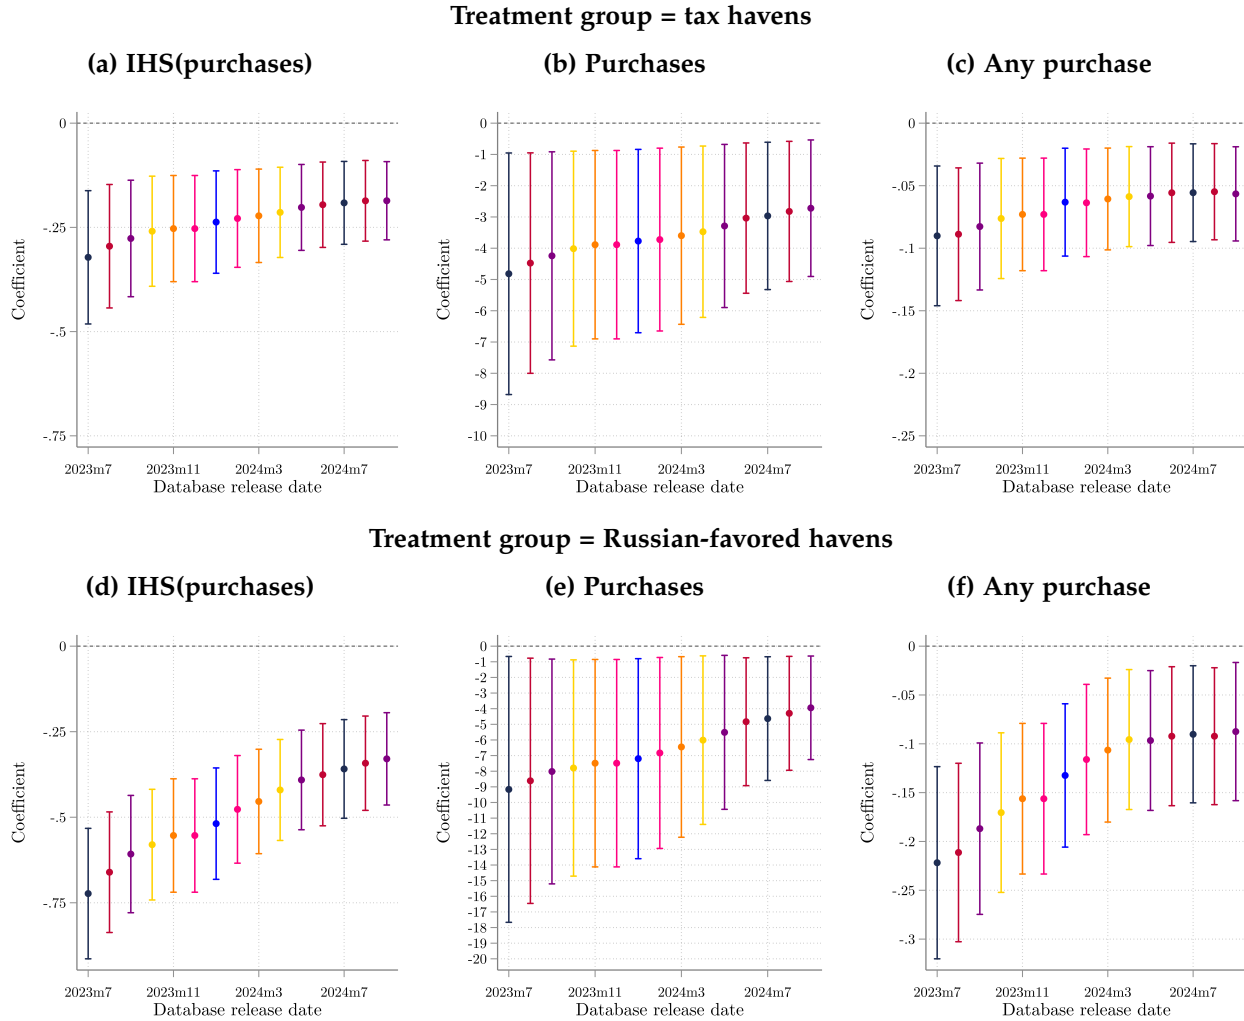 Treatment group = tax havens
(a) IHS(purchases)
(b) Purchases
(c) Any purchase
0
-.25
-.5
-.75
Coefficient
2023m7
2023m11
2024m3
2024m7
Database release date
0
-1
-2
-3
-4
-5
-6
-7
-8
-9
-10
Coefficient
2023m7
2023m11
2024m3
2024m7
Database release date
0
-.05
-.1
-.15
-.2
-.25
Coefficient
2023m7
2023m11
2024m3
2024m7
Database release date
Treatment group = Russian-favored havens
(d) IHS(purchases)
(e) Purchases
(f) Any purchase
0
-.25
-.5
-.75
Coefficient
2023m7
2023m11
2024m3
2024m7
Database release date
0
-1
-2
-3
-4
-5
-6
-7
-8
-9
-10
-11
-12
-13
-14
-15
-16
-17
-18
-19
-20
Coefficient
2023m7
2023m11
2024m3
2024m7
Database release date
0
-.05
-.1
-.15
-.2
-.25
-.3
Coefficient
2023m7
2023m11
2024m3
2024m7
Database release date